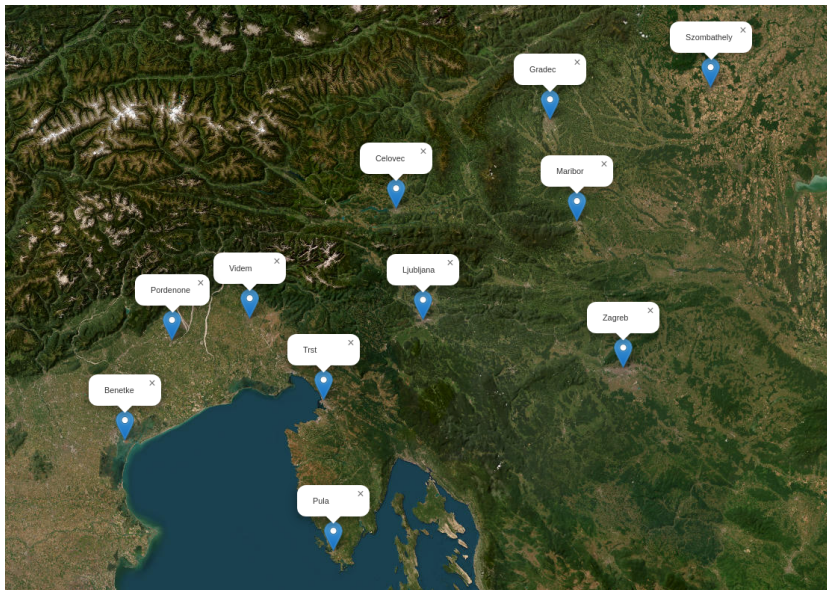 Szombathely
Gradec
Celovec
Maribor
Videm
Ljubljana
Pordenone
Zagreb
Trst
Benetke
Pula